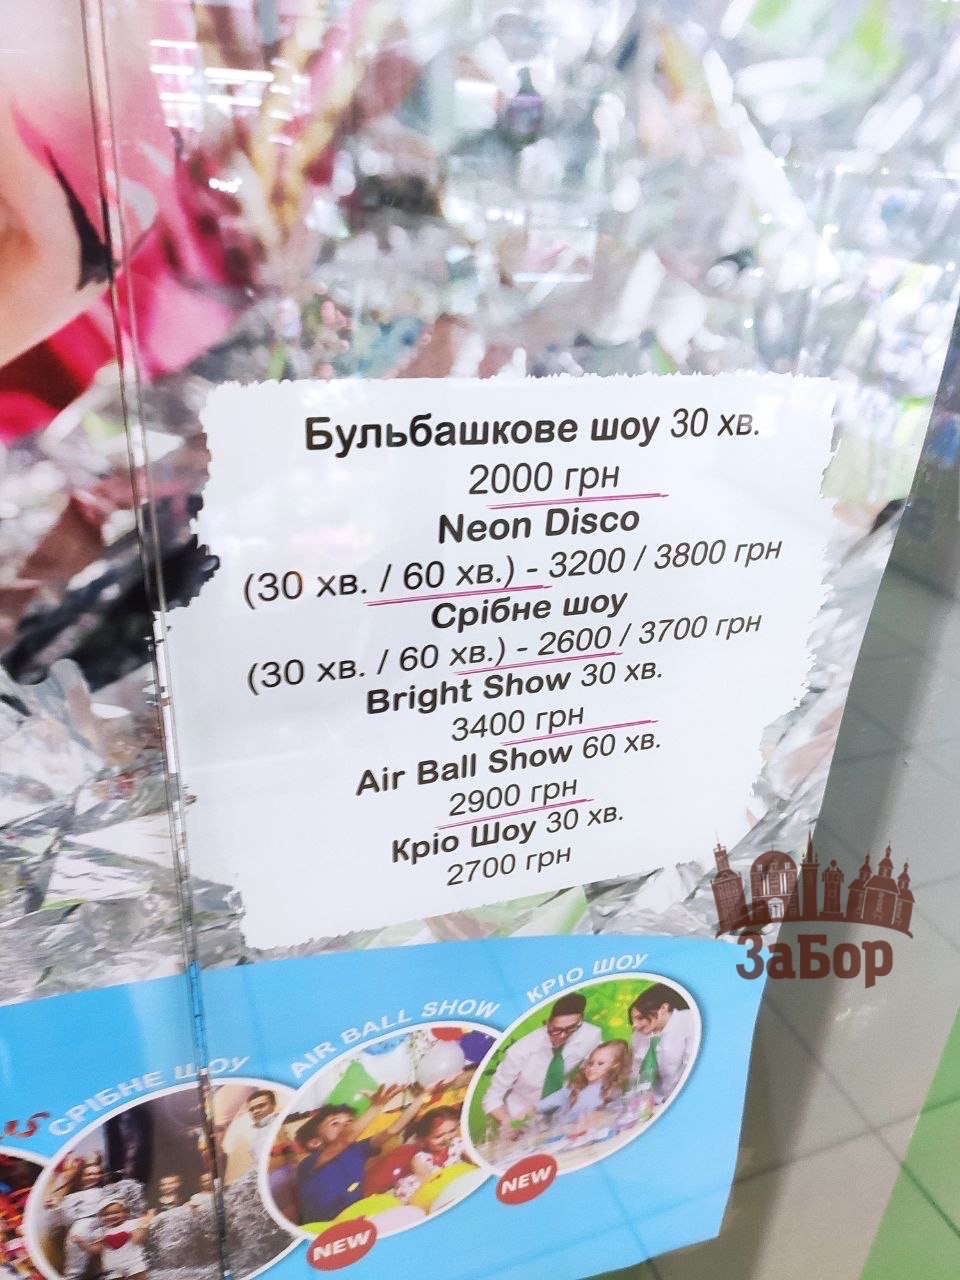 Бульбашкове шоу 30 хв.
2000 грн
Neon Disco
(30 хв. / 60 хв.) - 3200 / 3800 грн
Срібне шоу
(30 хв. / 60 хв.) - 2600 / 3700 грн
Bright Show 30 хв.
3400 грн
Air Ball Show 60 хв.
2900 грн
Кріо Шоу 30 хв.
2700 грн
ЗаБор
СРІБНЕ ШОУ
AIR BALL SHOW
КРІО ШОУ
NEW
NEW